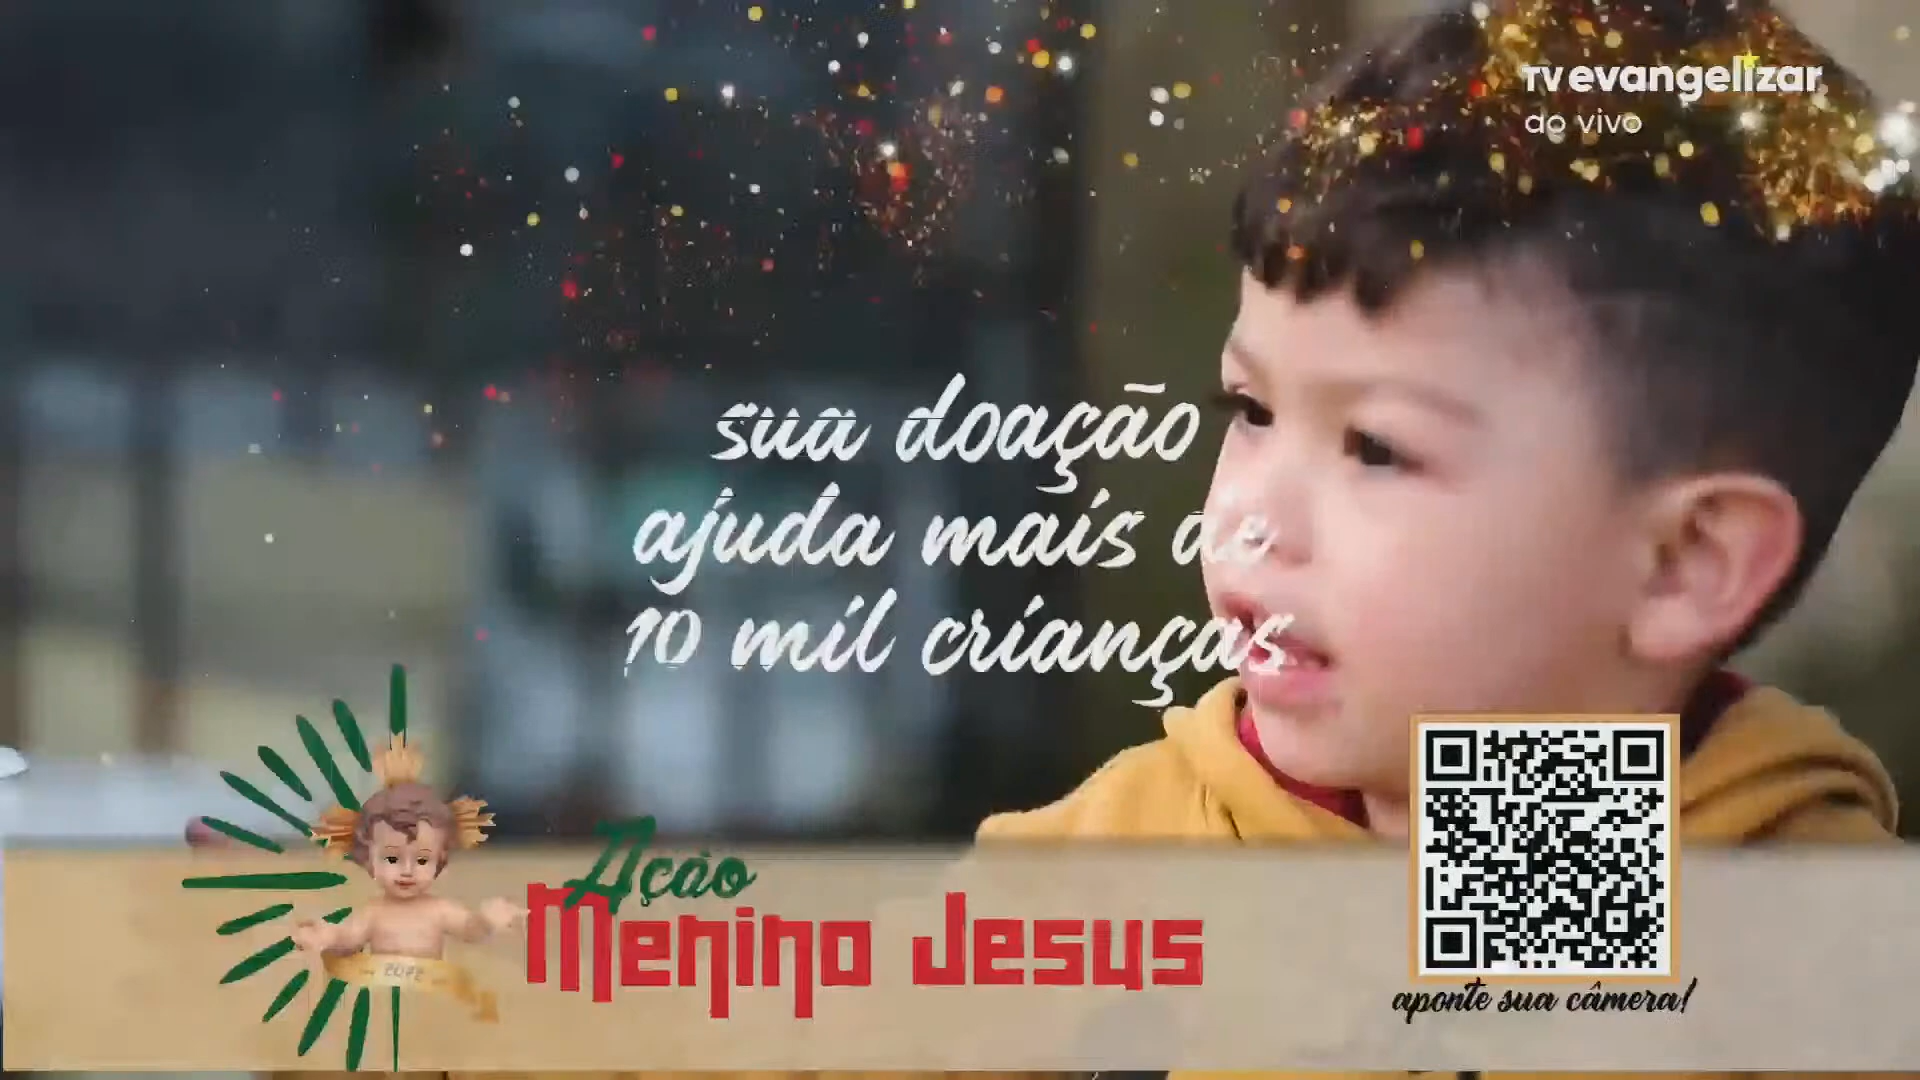 TV evangelizar
ao vivo
sua doação
ajuda mais de
10 mil crianças
Ação
Menino Jesus
aponte sua câmera!